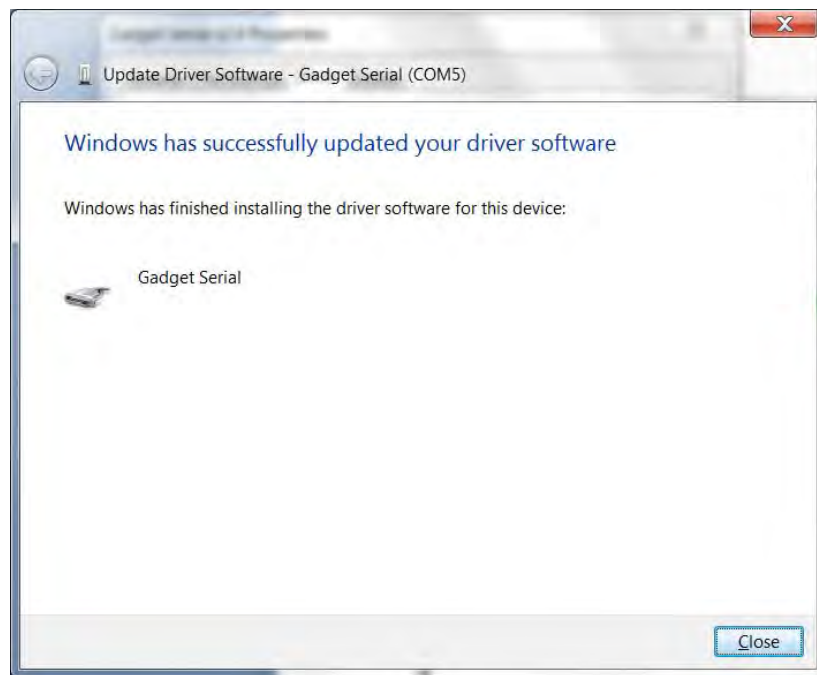 Update Driver Software - Gadget Serial (COM5)
Windows has successfully updated your driver software
Windows has finished installing the driver software for this device:
Gadget Serial
Close